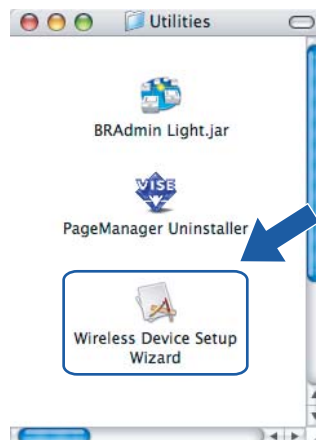 Utilities
BRAdmin Light.jar
VISE
PageManager Uninstaller
Wireless Device Setup
Wizard